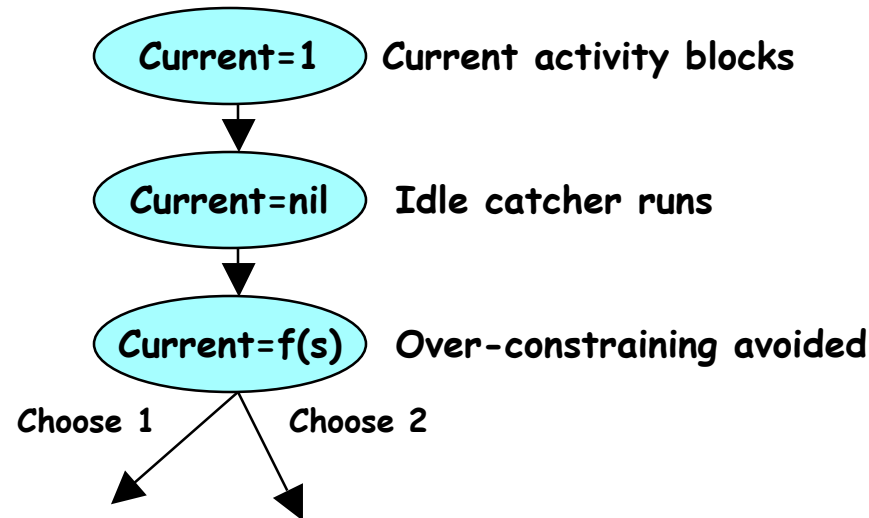 Current=1 Current activity blocks
Current=nil Idle catcher runs
Current=f(s) Over-constraining avoided
Choose 1 Choose 2